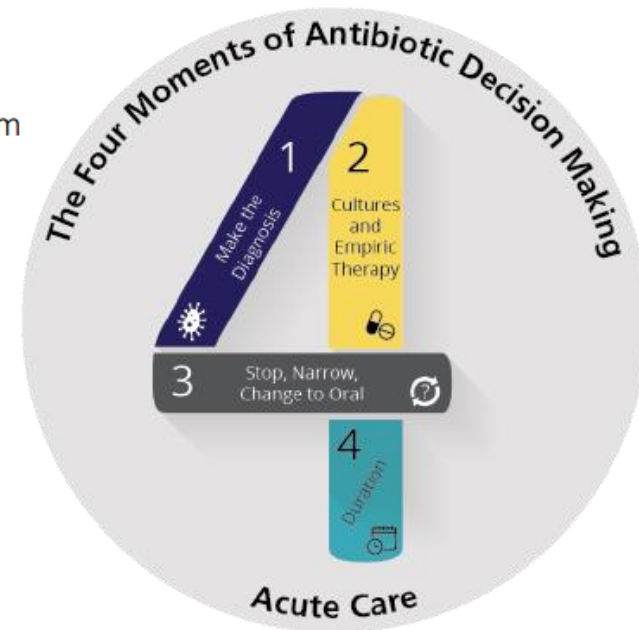 The Four Moments of Antibiotic Decision Making
m
1
Make the
Diagnosis
2
Cultures
and
Empiric
Therapy
3
Stop, Narrow,
Change to Oral
?
4
Duration
Acute Care